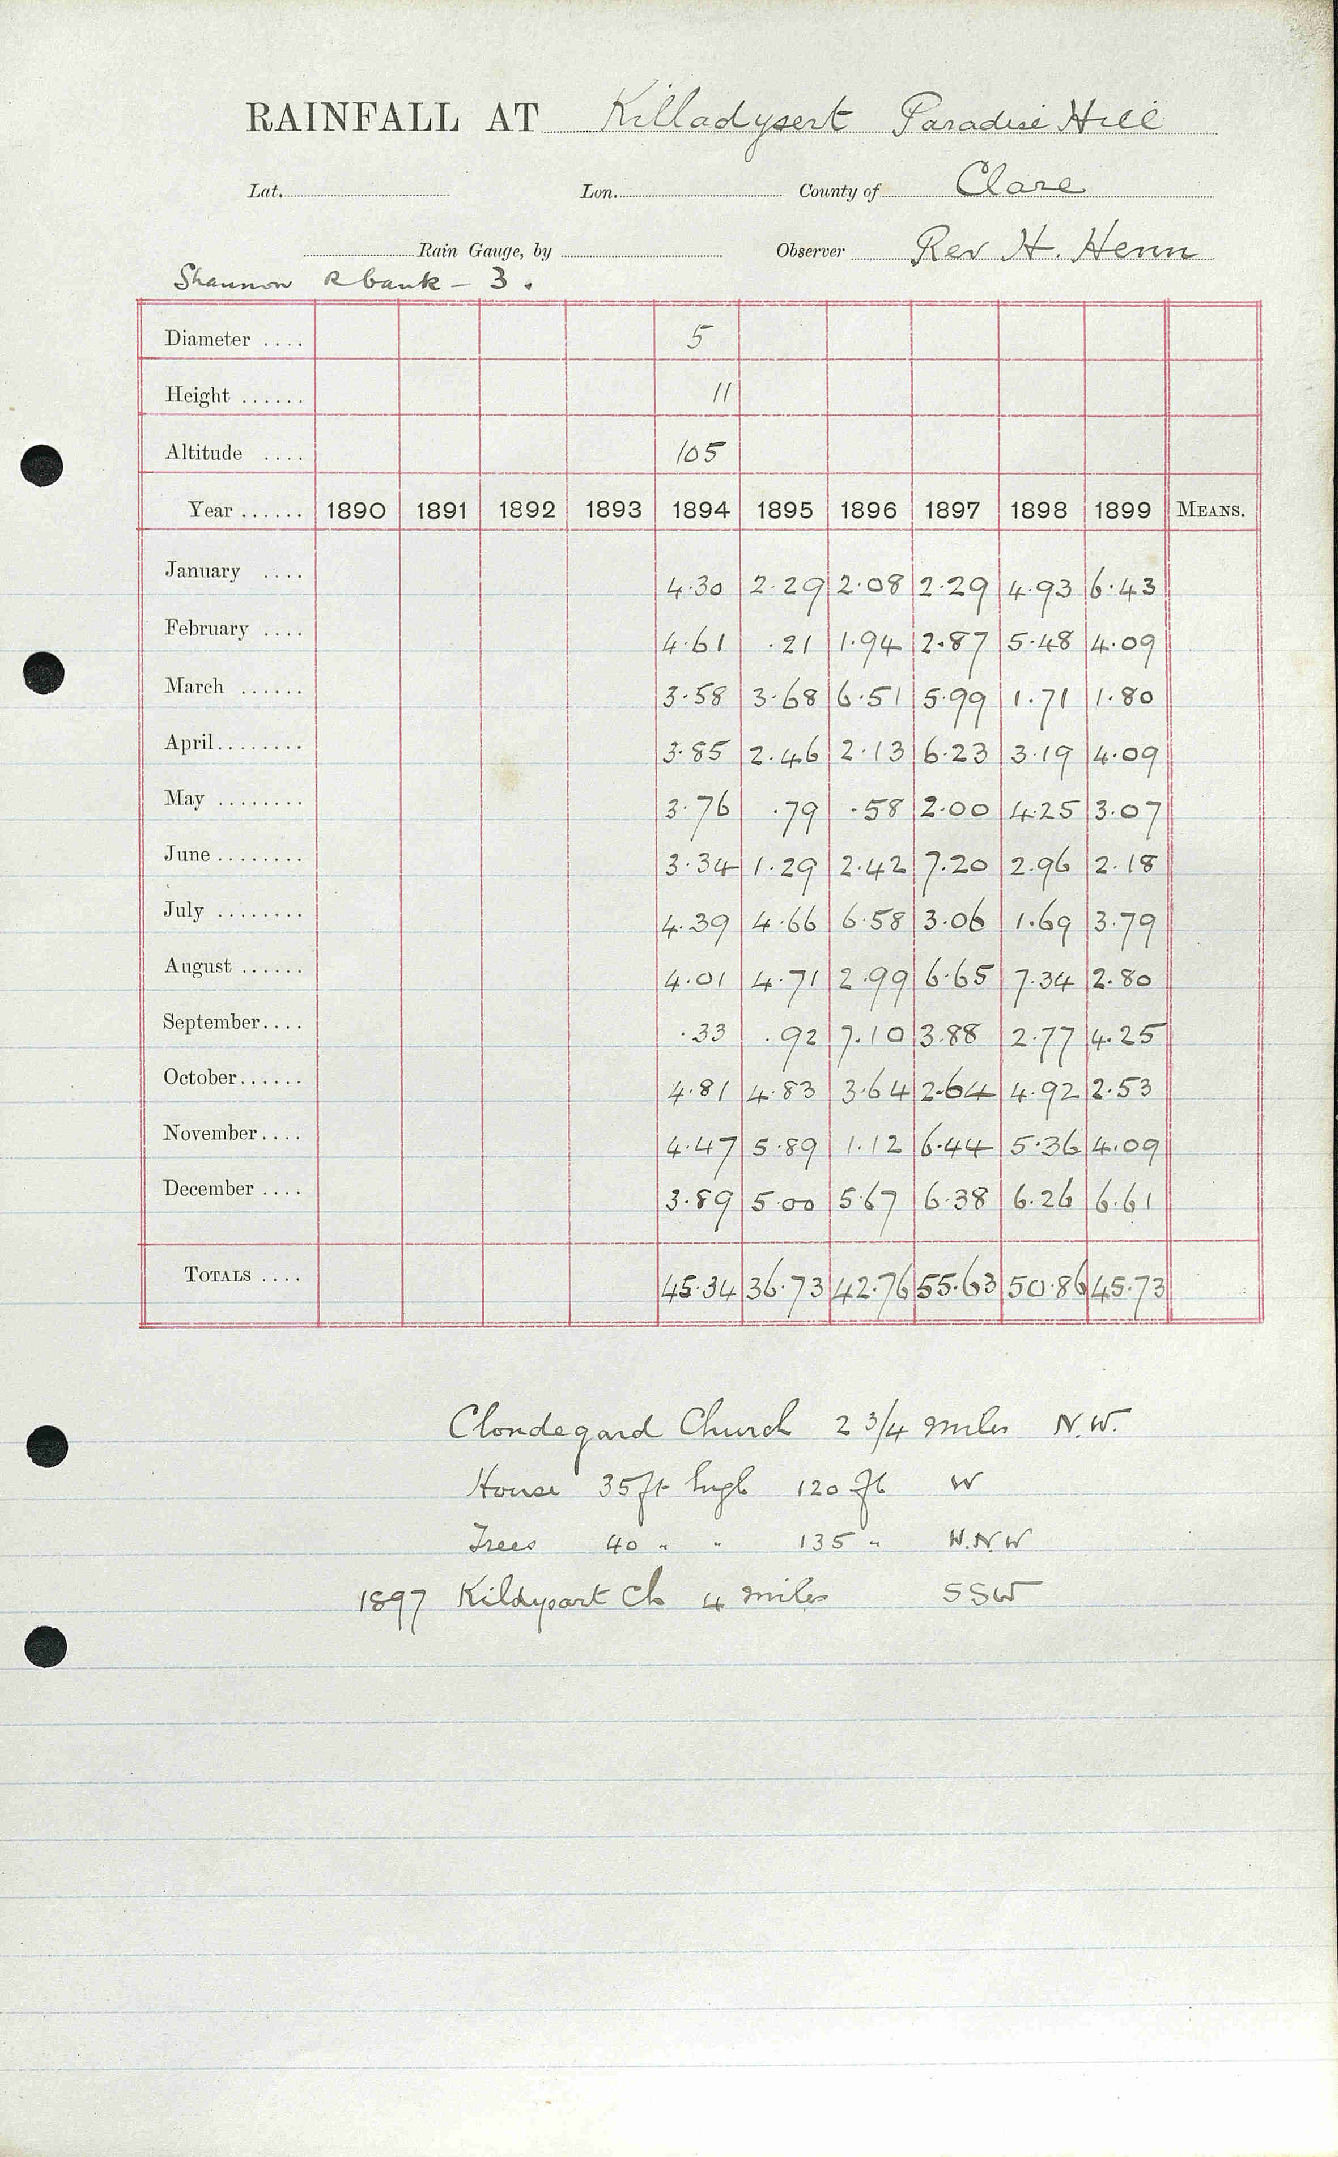 RAINFALL AT Killadysert Paradise Hill
Lat. Lon. County of Clare
Rain Gauge, by Observer Rev H. Henn
Shannon R bank - 3.
Diameter .... 5
Height ...... 11
Altitude .... 105
Year ...... 1890 1891 1892 1893 1894 1895 1896 1897 1898 1899 MEANS.
January .... 4.30 2.29 2.08 2.29 4.93 6.43
February .... 4.61 .21 1.94 2.87 5.48 4.09
March ...... 3.58 3.68 6.51 5.99 1.71 1.80
April........ 3.85 2.46 2.13 6.23 3.19 4.09
May ........ 3.76 .79 .58 2.00 4.25 3.07
June ........ 3.34 1.29 2.42 7.20 2.96 2.18
July ........ 4.39 4.66 6.58 3.06 1.69 3.79
August ...... 4.01 4.71 2.99 6.65 7.34 2.80
September.... .33 .92 7.10 3.88 2.77 4.25
October...... 4.81 4.83 3.64 2.64 4.92 2.53
November.... 4.47 5.89 1.12 6.44 5.36 4.09
December .... 3.89 5.00 5.67 6.38 6.26 6.61
TOTALS .... 45.34 36.73 42.76 55.63 50.86 45.73
Clondegard Church 2 3/4 miles N.W.
House 35 ft high 120 ft W
Trees 40 " " 135 " W.N.W
1897 Kildysart Ch 4 miles SSW